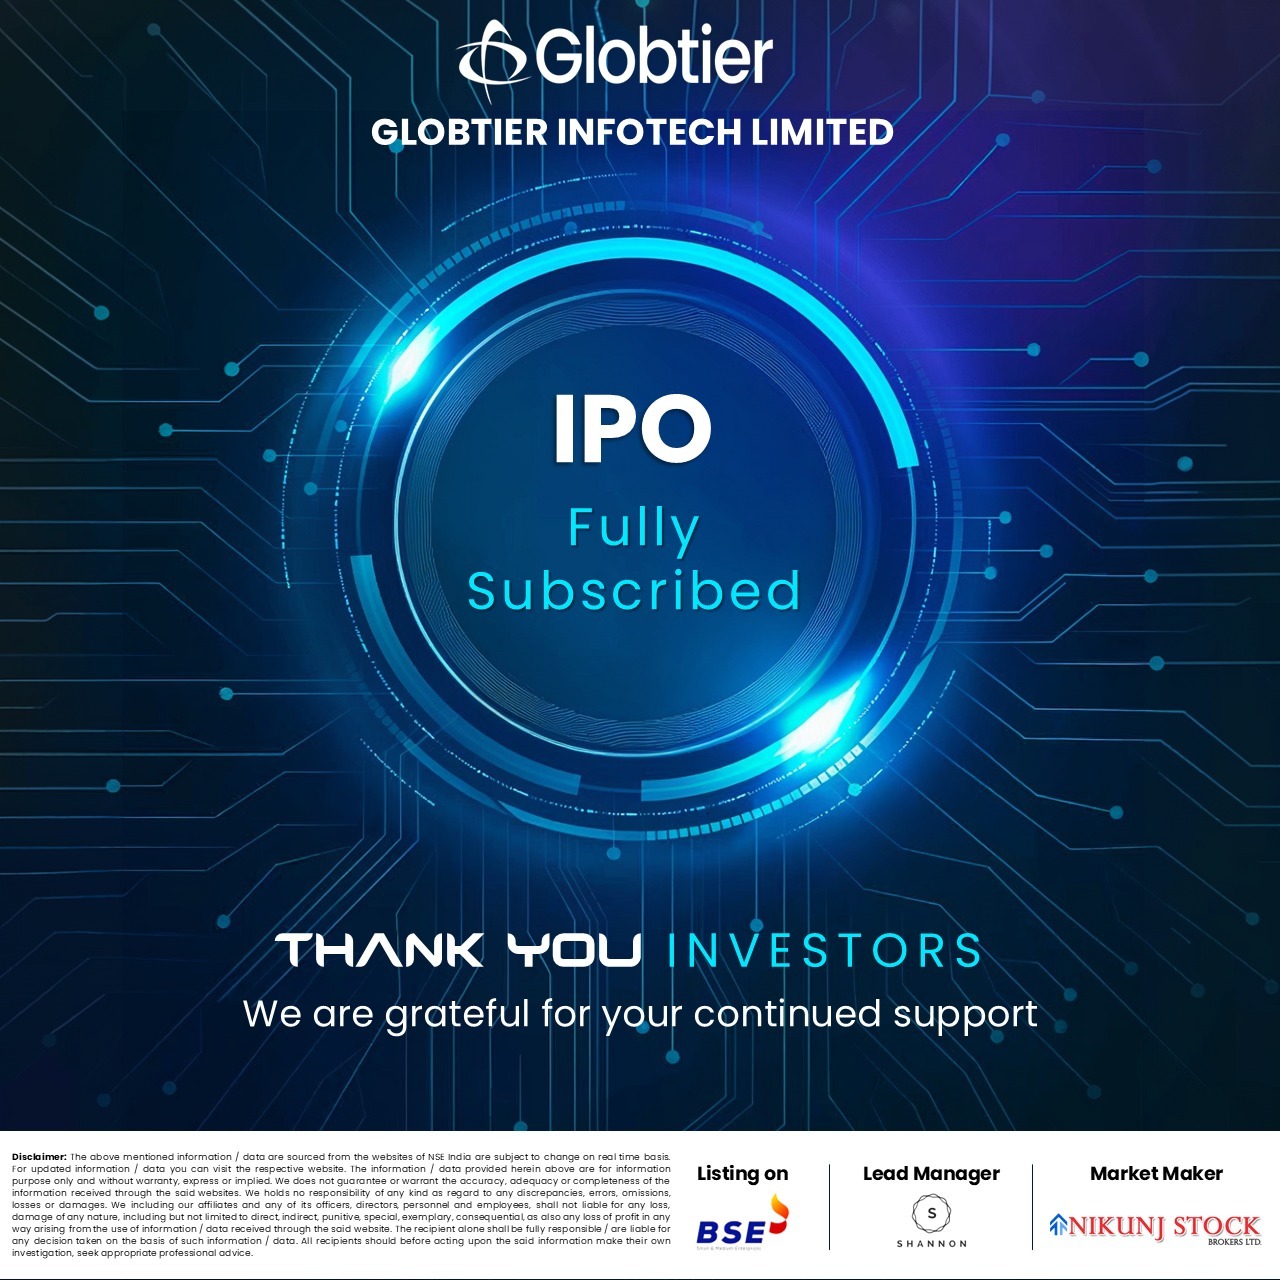 Globtier
GLOBTIER INFOTECH LIMITED
IPO
Fully
Subscribed
THANK YOU INVESTORS
We are grateful for your continued support
Disclaimer: The above mentioned information / data are sourced from the websites of NSE India are subject to change on real time basis.
For updated information / data you can visit the respective website. The information / data provided herein above are for information
purpose only and without warranty, express or implied. We does not guarantee or warrant the accuracy, adequacy or completeness of the
information received through the said websites. We holds no responsibility of any kind as regard to any discrepancies, errors, omissions,
losses or damages. We including our affiliates and any of its officers, directors, personnel and employees, shall not liable for any loss,
damage of any nature, including but not limited to direct, indirect, punitive, special, exemplary, consequential, as also any loss of profit in any
way arising from the use of information / data received through the said website. The recipient alone shall be fully responsible / are liable for
any decision taken on the basis of such information / data. All recipients should before acting upon the said information make their own
investigation, seek appropriate professional advice.
Listing on
BSE
Small & Medium Enterprises
Lead Manager
S
SHANNON
Market Maker
NIKUNJ STOCK
BROKERS LTD.